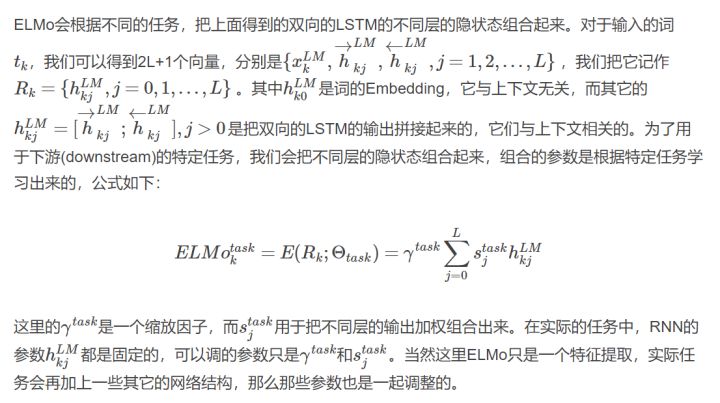 ELMo会根据不同的任务，把上面得到的双向的LSTM的不同层的隐状态组合起来。对于输入的词
$t_k$，我们可以得到2L+1个向量，分别是$\{x_k^{LM}, \overrightarrow{h}_{kj}^{LM}, \overleftarrow{h}_{kj}^{LM}, j=1,2,\ldots,L\}$，我们把它记作
$R_k=\{h_{kj}^{LM}, j=0,1,\ldots,L\}$。其中$h_{k0}^{LM}$是词的Embedding，它与上下文无关，而其它的
$h_{kj}^{LM}=[\overrightarrow{h}_{kj}^{LM};\overleftarrow{h}_{kj}^{LM}],j>0$是把双向的LSTM的输出拼接起来的，它们与上下文相关的。为了用
于下游(downstream)的特定任务，我们会把不同层的隐状态组合起来，组合的参数是根据特定任务学
习出来的，公式如下：
$ELMo_k^{task}=E(R_k;\Theta_{task})=\gamma^{task}\sum_{j=0}^{L}s_j^{task}h_{kj}^{LM}$
这里的$\gamma^{task}$是一个缩放因子，而$s_j^{task}$用于把不同层的输出加权组合出来。在实际的任务中，RNN的
参数$h_{kj}^{LM}$都是固定的，可以调的参数只是$\gamma^{task}$和$s_j^{task}$。当然这里ELMo只是一个特征提取，实际任
务会再加上一些其它的网络结构，那么那些参数也是一起调整的。